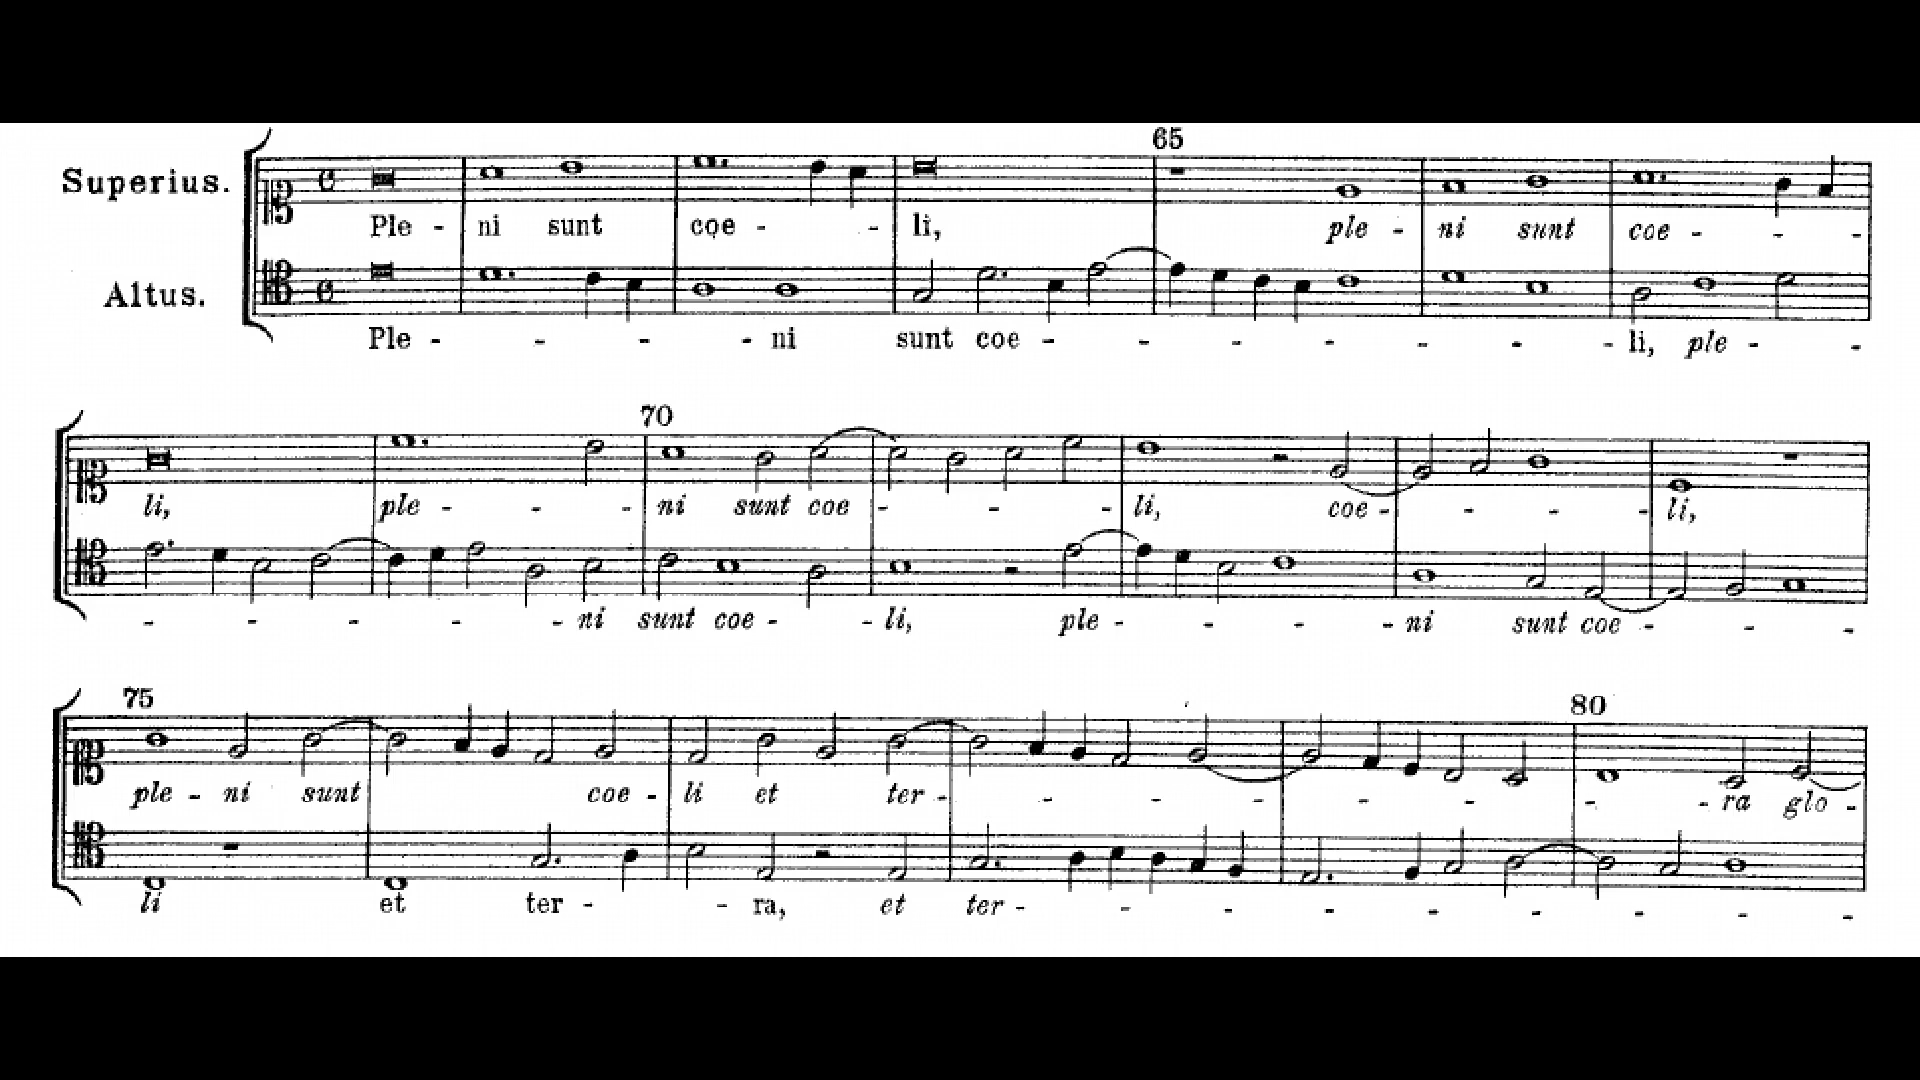 65
Superius.
Ple - ni sunt coe - - li, ple - ni sunt coe - - -
Altus.
Ple - - - - ni sunt coe - - - - - - - li, ple - -
70
li, ple - - - ni sunt coe - - - li, coe - - - - li,
- - - - - ni sunt coe - - li, ple - - - - ni sunt coe - - -
75 80
ple - ni sunt coe - li et ter - - - - - - - - ra glo -
li et ter - - ra, et ter - - - - - - - - -